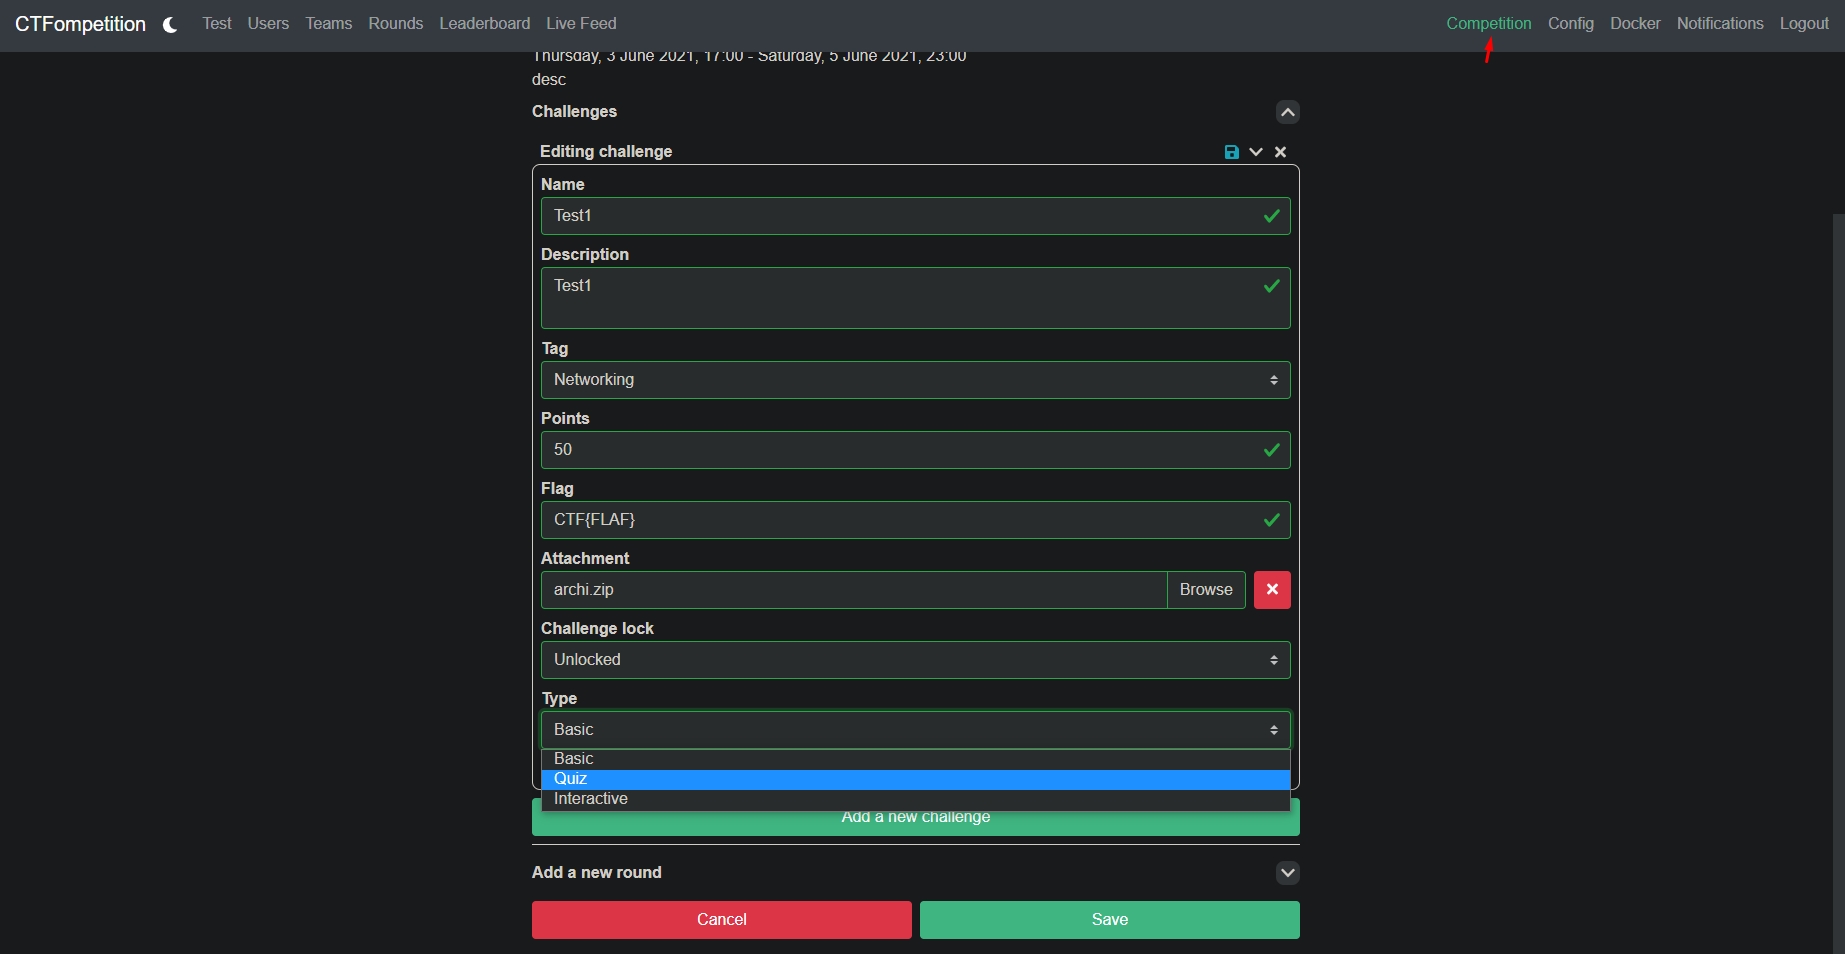 CTFompetition Test Users Teams Rounds Leaderboard Live Feed Competition Config Docker Notifications Logout
Thursday, 3 June 2021, 17:00 - Saturday, 5 June 2021, 23:00
desc
Challenges
Editing challenge
Name
Test1
Description
Test1
Tag
Networking
Points
50
Flag
CTF{FLAF}
Attachment
archi.zip Browse
Challenge lock
Unlocked
Type
Basic
Basic
Quiz
Interactive
Add a new challenge
Add a new round
Cancel Save